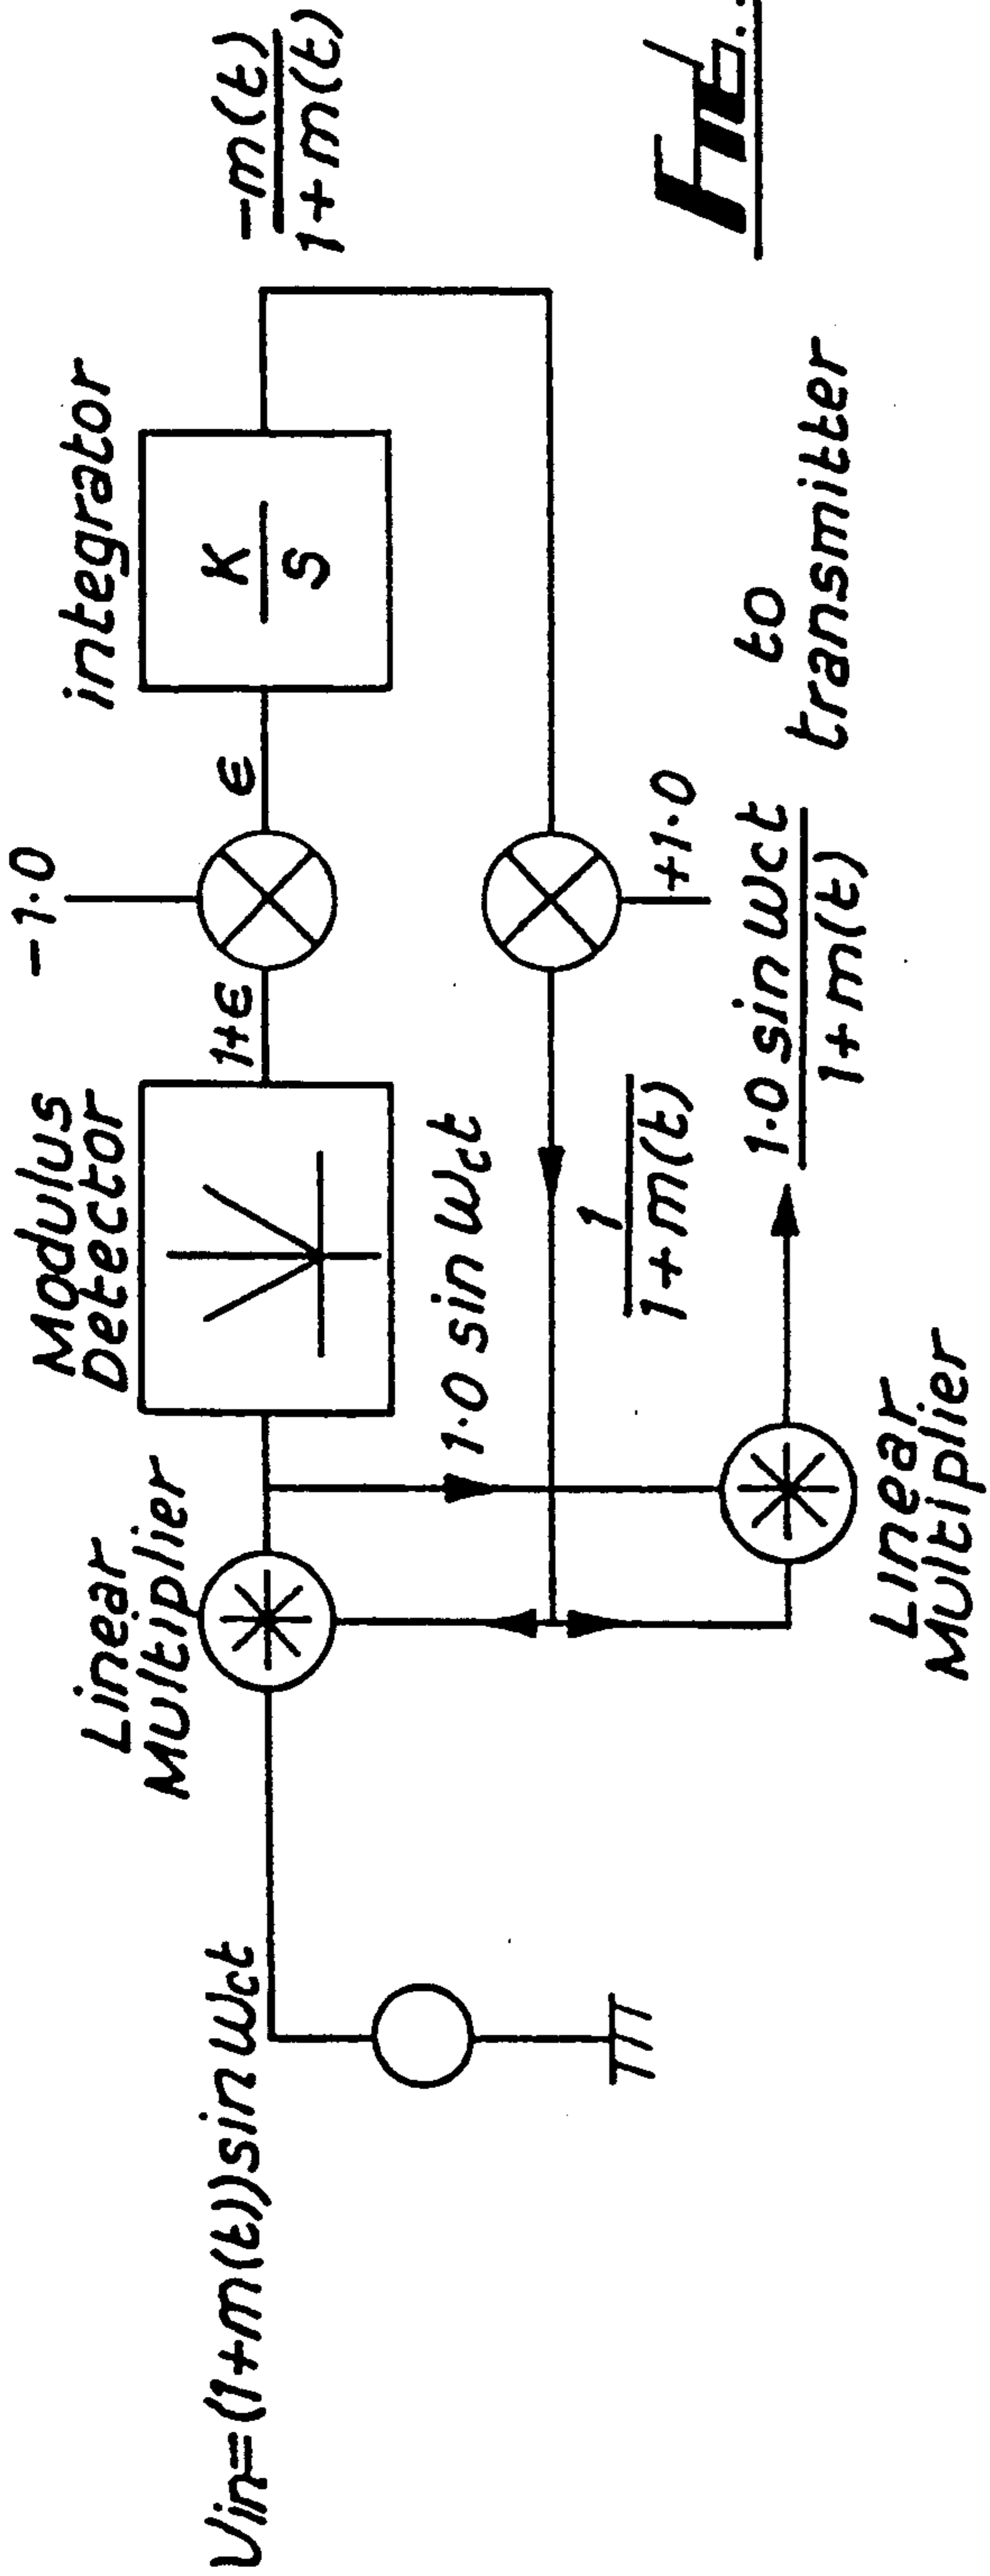 Vin=(1+m(t))sin Wct
Linear
Multiplier
Modulus
Detector
1+ϵ
-1.0
ϵ
integrator
K
S
-m(t)
1+m(t)
1.0 sin Wct
1
1+m(t)
+1.0
Linear
Multiplier
1.0 sin Wct
1+m(t)
to
transmitter